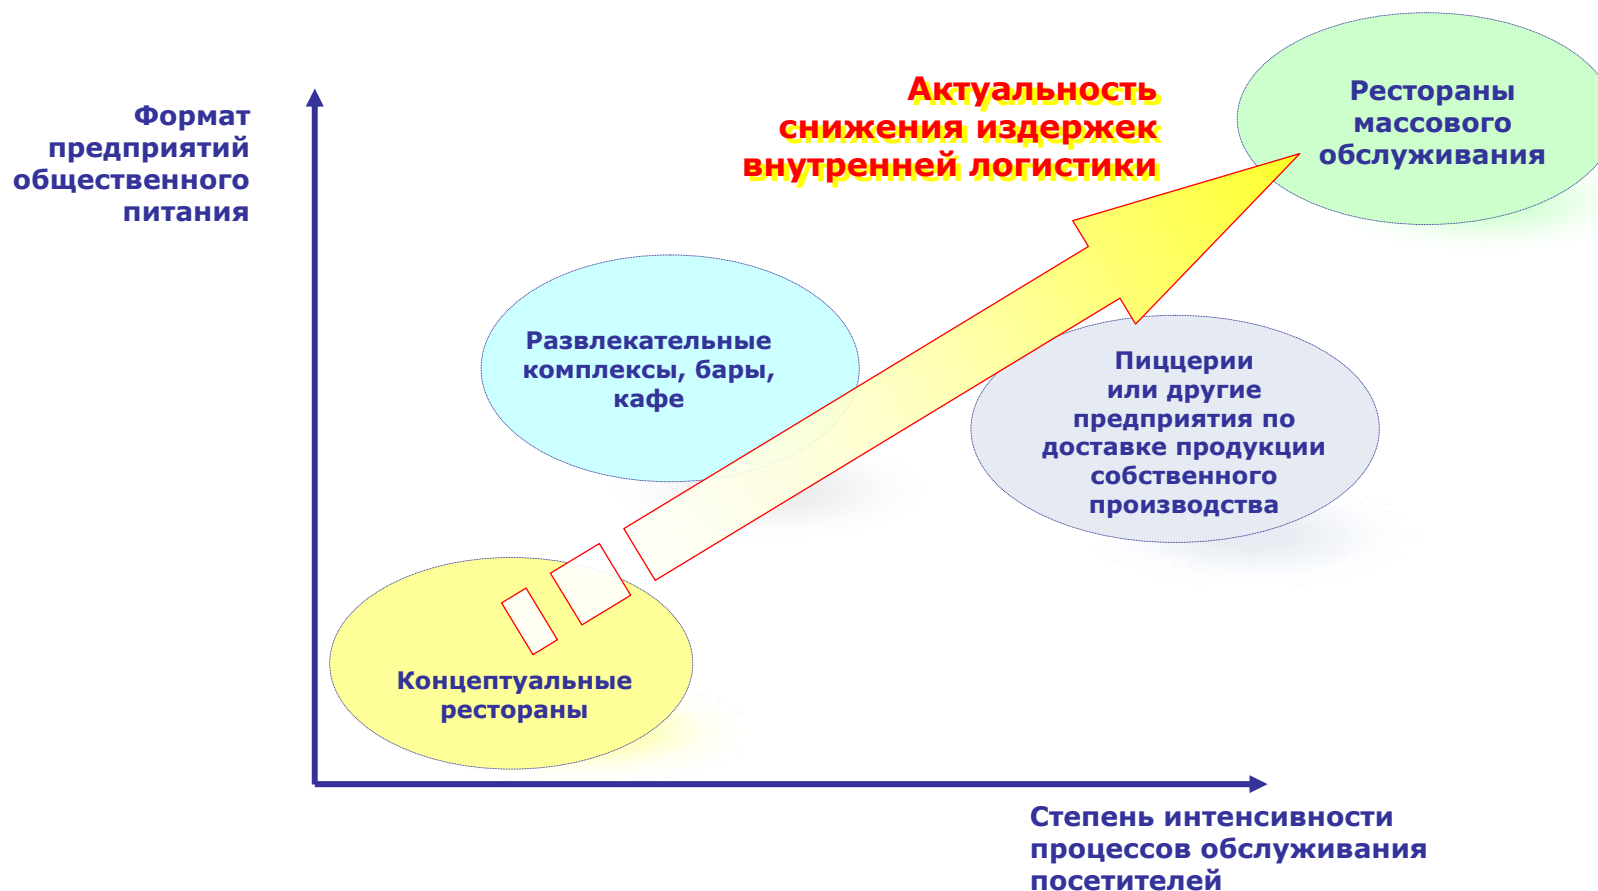 Формат
предприятий
общественного
питания
Актуальность
снижения издержек
внутренней логистики
Рестораны
массового
обслуживания
Развлекательные
комплексы, бары,
кафе
Пиццерии
или другие
предприятия по
доставке продукции
собственного
производства
Концептуальные
рестораны
Степень интенсивности
процессов обслуживания
посетителей